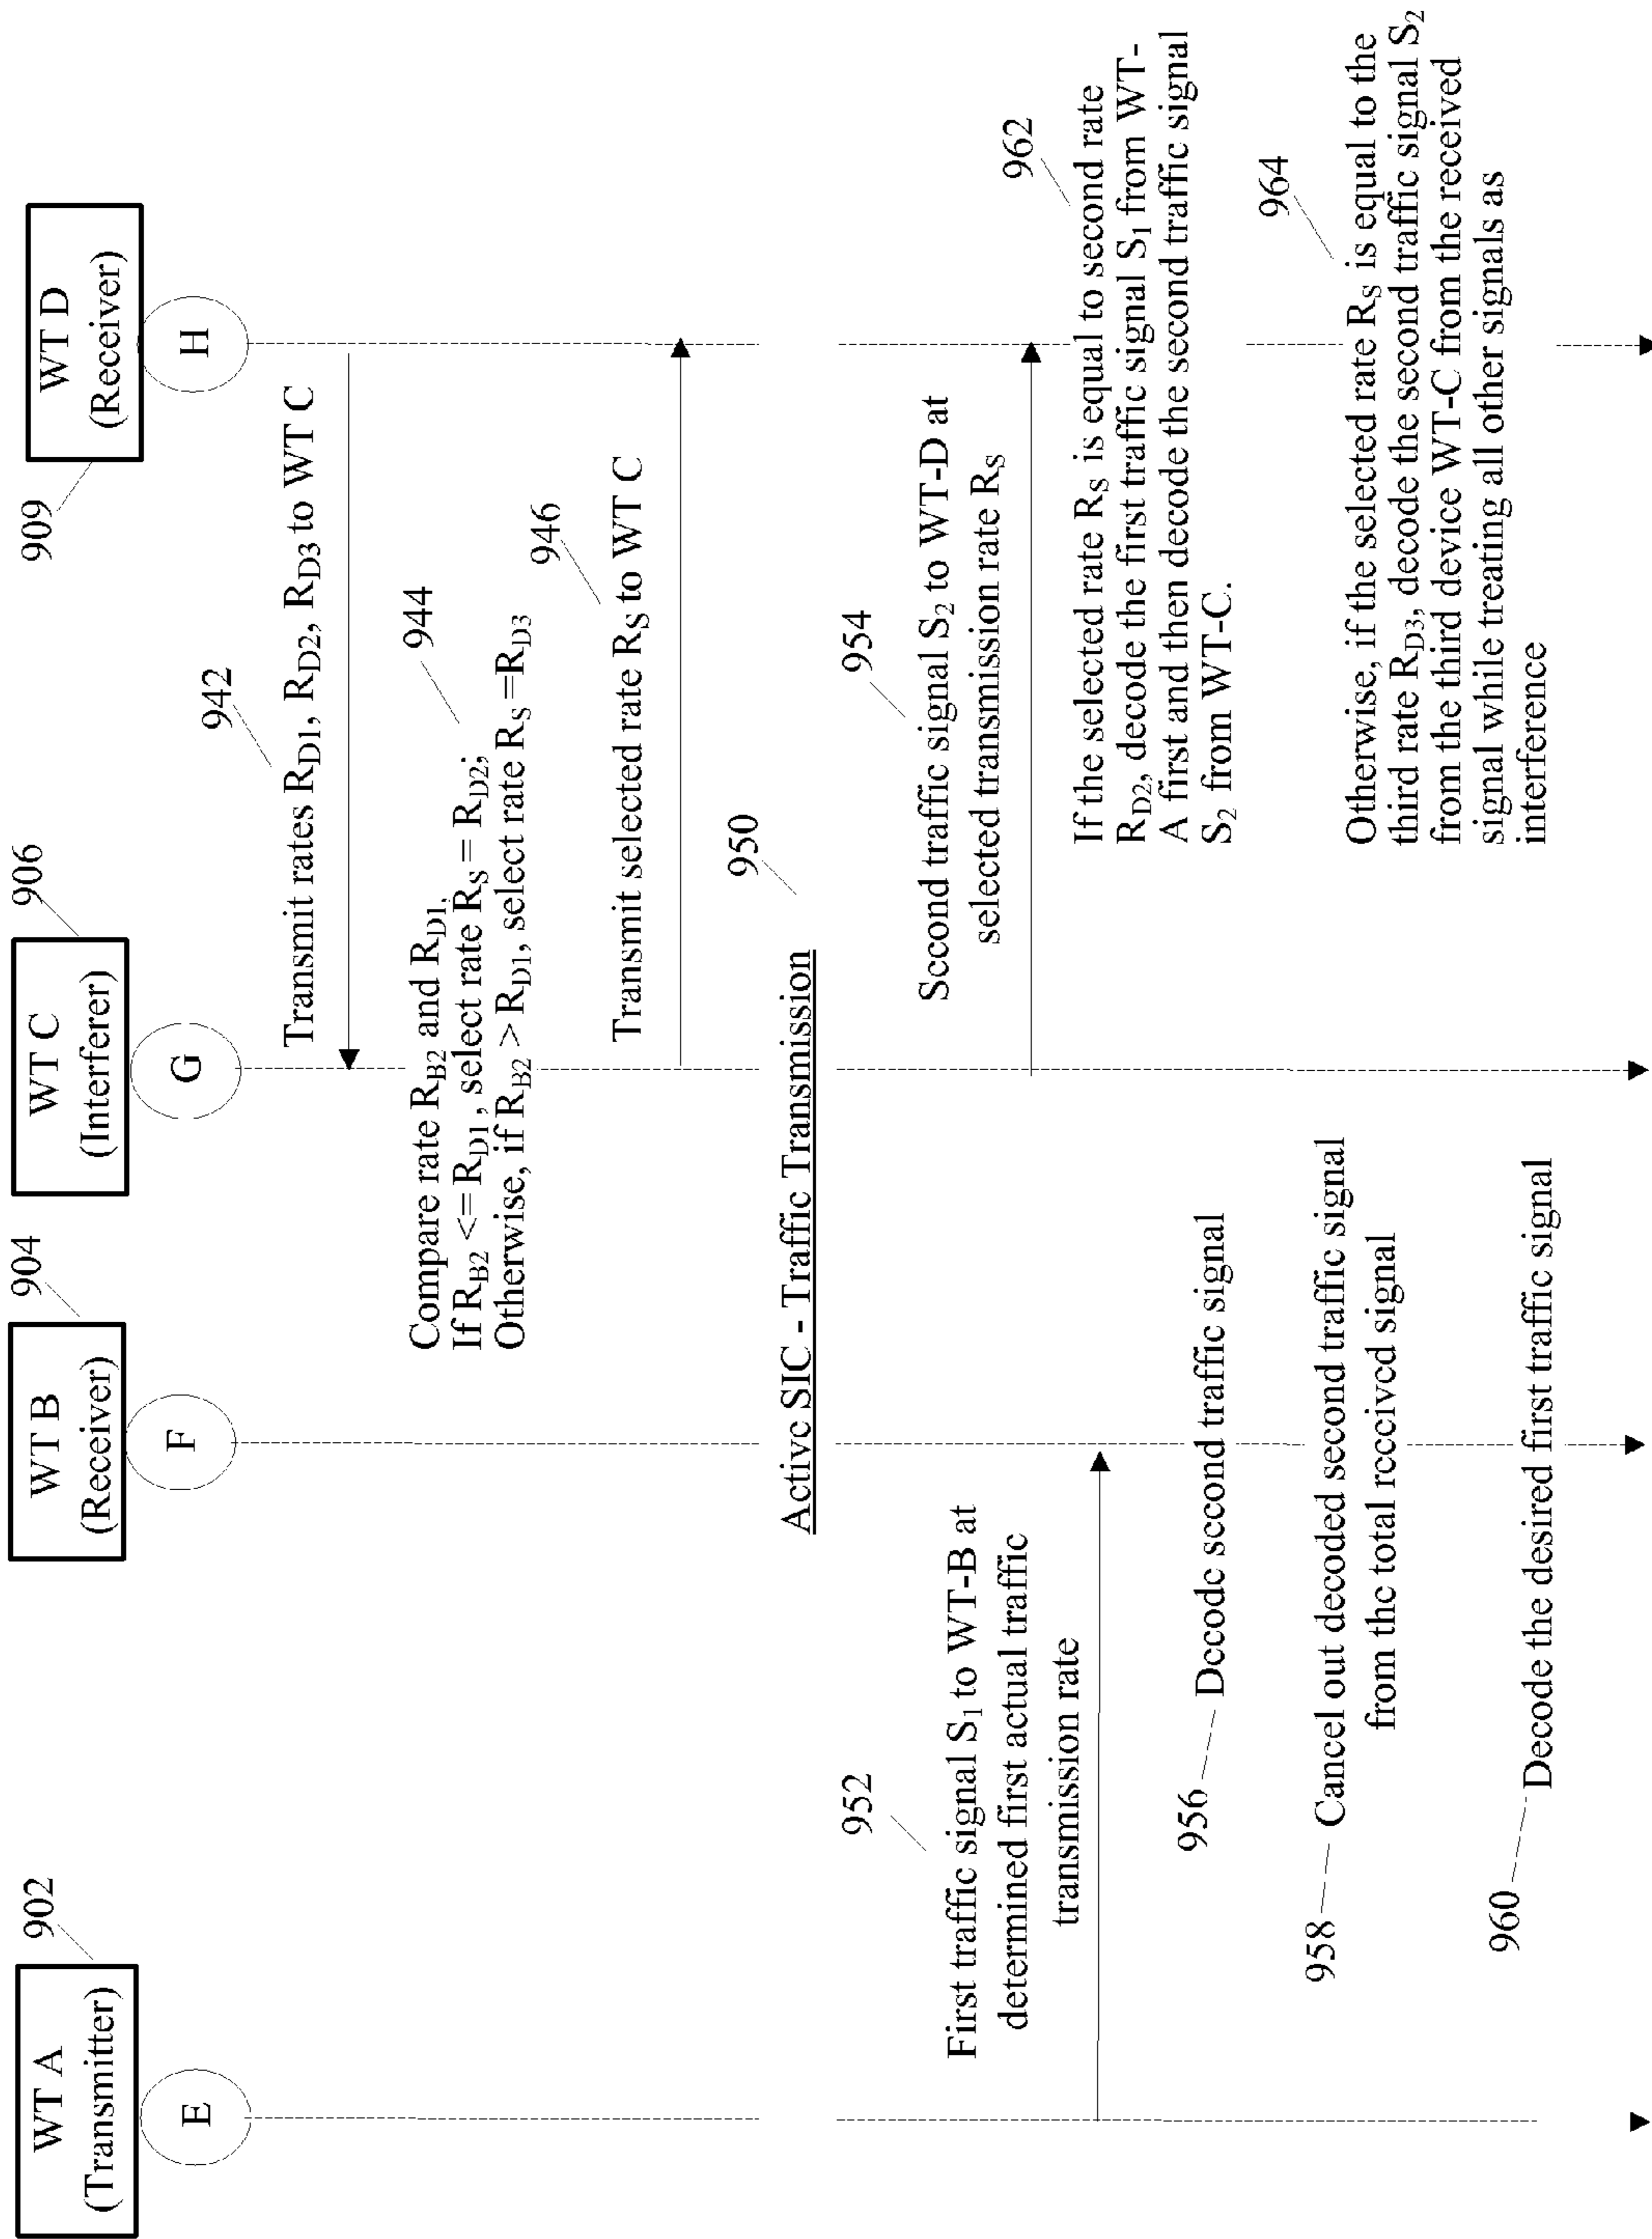 WT A
(Transmitter)
902
E
WT B
(Receiver)
904
F
WT C
(Interferer)
906
G
WT D
(Receiver)
909
H
942
Transmit rates R_D1, R_D2, R_D3 to WT C
944
Compare rate R_B2 and R_D1,
If R_B2 <= R_D1, select rate R_S = R_D2;
Otherwise, if R_B2 > R_D1, select rate R_S =R_D3
946
Transmit selected rate R_S to WT C
950
Active SIC - Traffic Transmission
952
First traffic signal S_1 to WT-B at
determined first actual traffic
transmission rate
954
Second traffic signal S_2 to WT-D at
selected transmission rate R_S
956
Decode second traffic signal
958
Cancel out decoded second traffic signal
from the total received signal
960
Decode the desired first traffic signal
962
If the selected rate R_S is equal to second rate
R_D2, decode the first traffic signal S_1 from WT-
A first and then decode the second traffic signal
S_2 from WT-C.
964
Otherwise, if the selected rate R_S is equal to the
third rate R_D3, decode the second traffic signal S_2
from the third device WT-C from the received
signal while treating all other signals as
interference